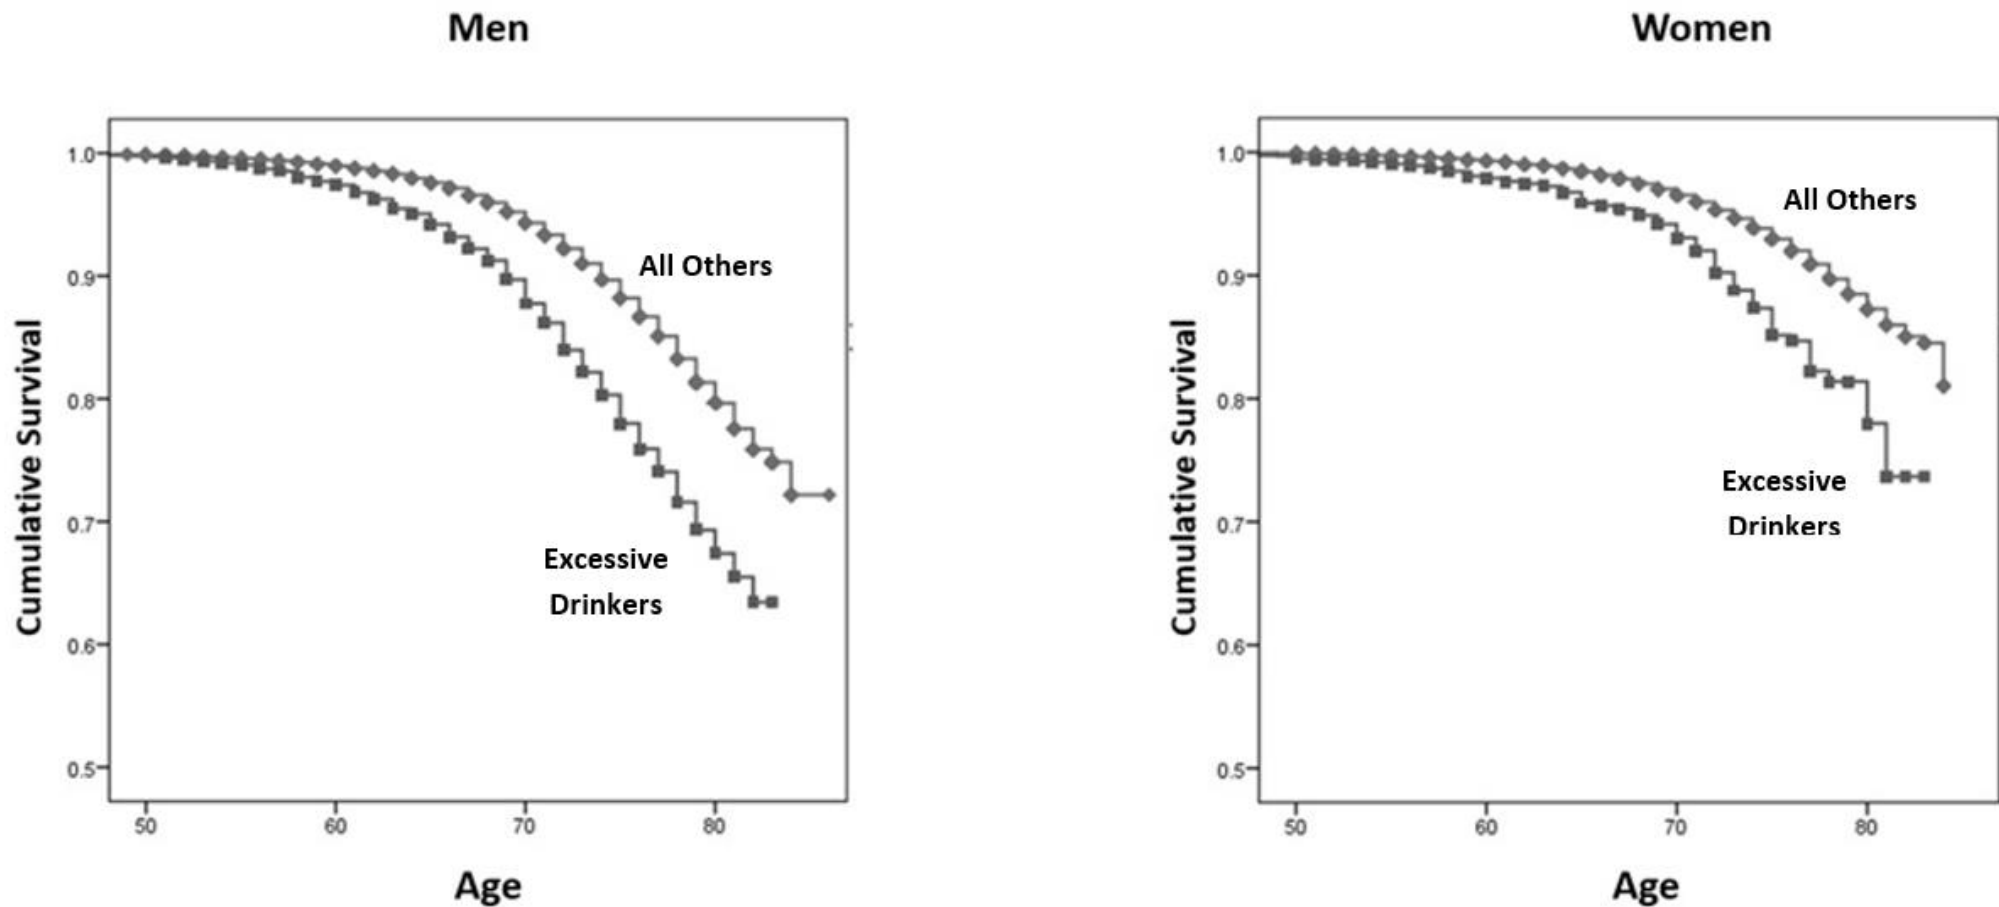 Men
Cumulative Survival
1.0
0.9
0.8
0.7
0.6
0.5
All Others
Excessive
Drinkers
50
60
70
80
Age
Women
Cumulative Survival
1.0
0.9
0.8
0.7
0.6
0.5
All Others
Excessive
Drinkers
50
60
70
80
Age